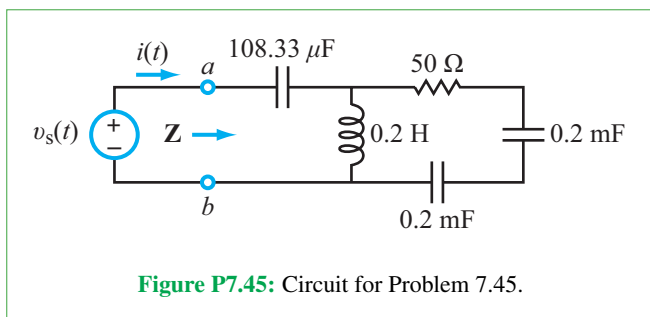 i(t)
a
108.33 μF
50 Ω
υs(t)
+
−
Z
0.2 H
0.2 mF
b
0.2 mF
Figure P7.45: Circuit for Problem 7.45.